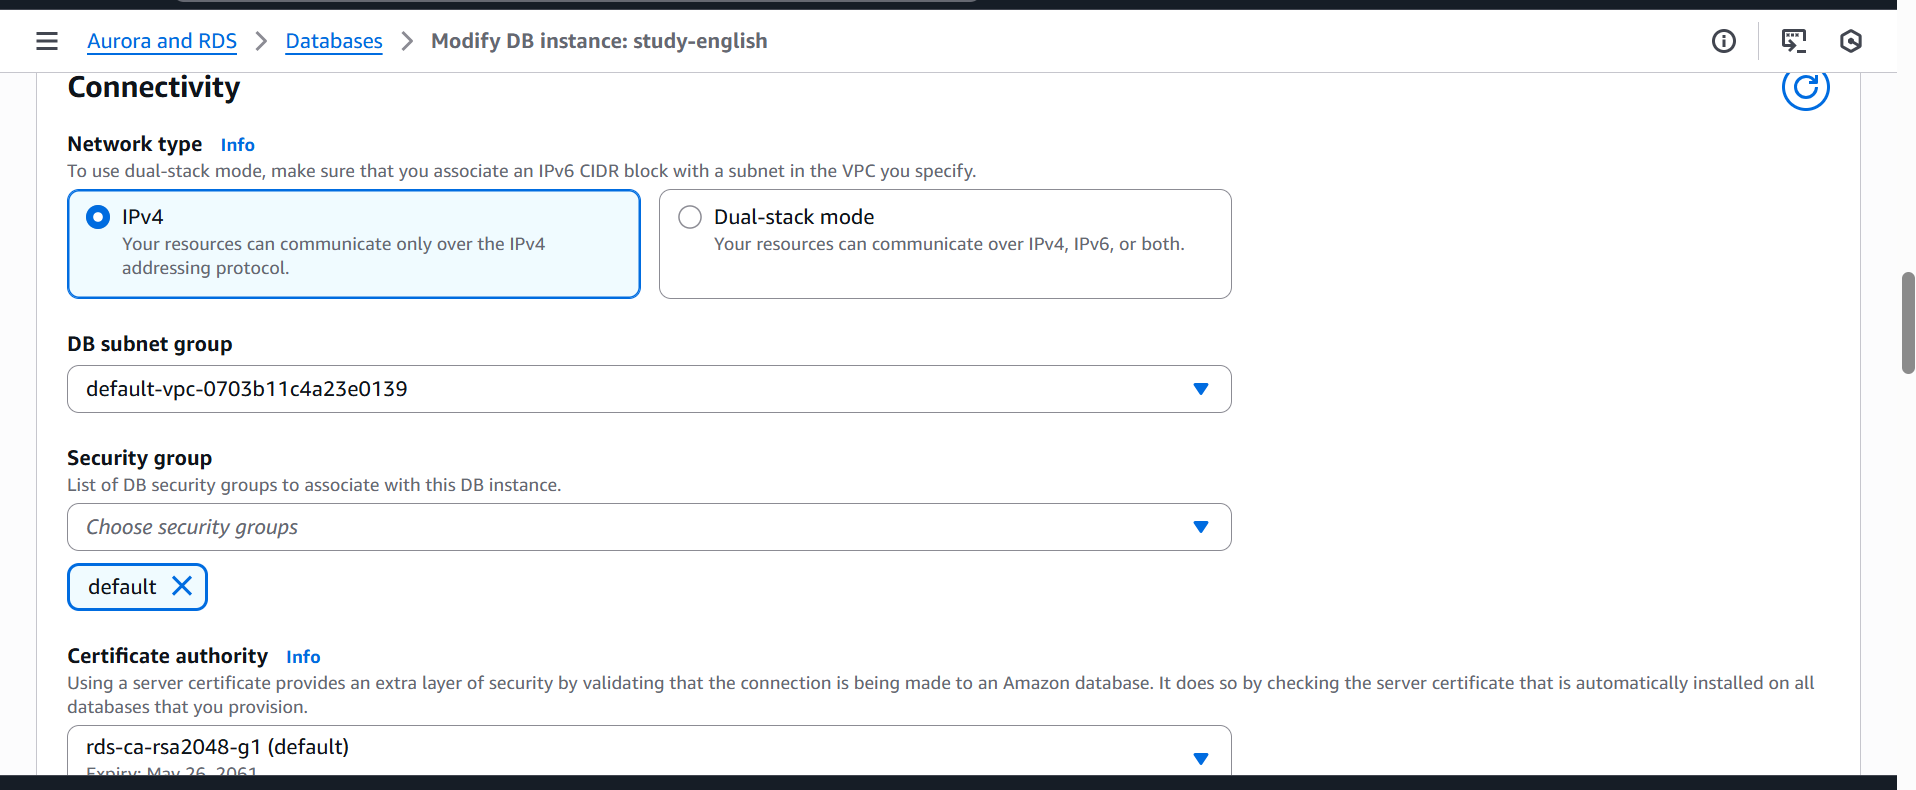 Aurora and RDS > Databases > Modify DB instance: study-english
Connectivity
Network type Info
To use dual-stack mode, make sure that you associate an IPv6 CIDR block with a subnet in the VPC you specify.
IPv4
Your resources can communicate only over the IPv4
addressing protocol.
Dual-stack mode
Your resources can communicate over IPv4, IPv6, or both.
DB subnet group
default-vpc-0703b11c4a23e0139
Security group
List of DB security groups to associate with this DB instance.
Choose security groups
default
Certificate authority Info
Using a server certificate provides an extra layer of security by validating that the connection is being made to an Amazon database. It does so by checking the server certificate that is automatically installed on all
databases that you provision.
rds-ca-rsa2048-g1 (default)
Expiry: May 26, 2061